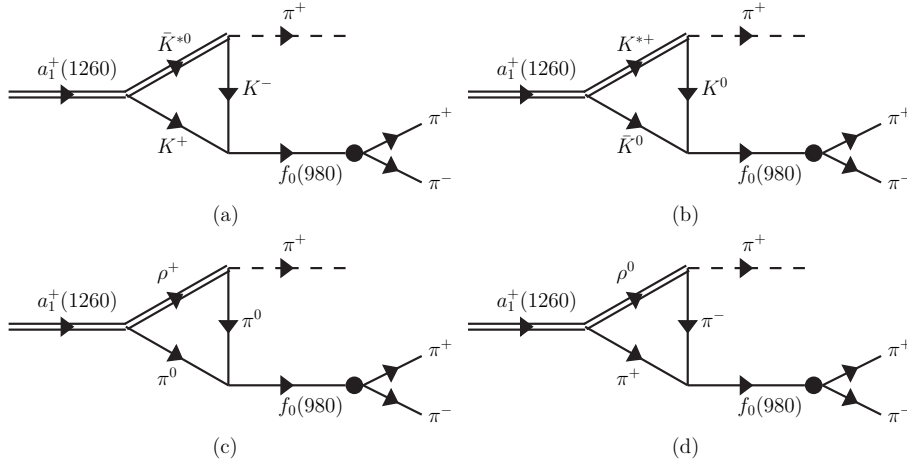 π⁺
K̄*⁰
a₁⁺(1260)
K⁻
K⁺
f₀(980)
π⁺
π⁻
(a)
π⁺
K*⁺
a₁⁺(1260)
K⁰
K̄⁰
f₀(980)
π⁺
π⁻
(b)
π⁺
ρ⁺
a₁⁺(1260)
π⁰
π⁰
f₀(980)
π⁺
π⁻
(c)
π⁺
ρ⁰
a₁⁺(1260)
π⁻
π⁺
f₀(980)
π⁺
π⁻
(d)